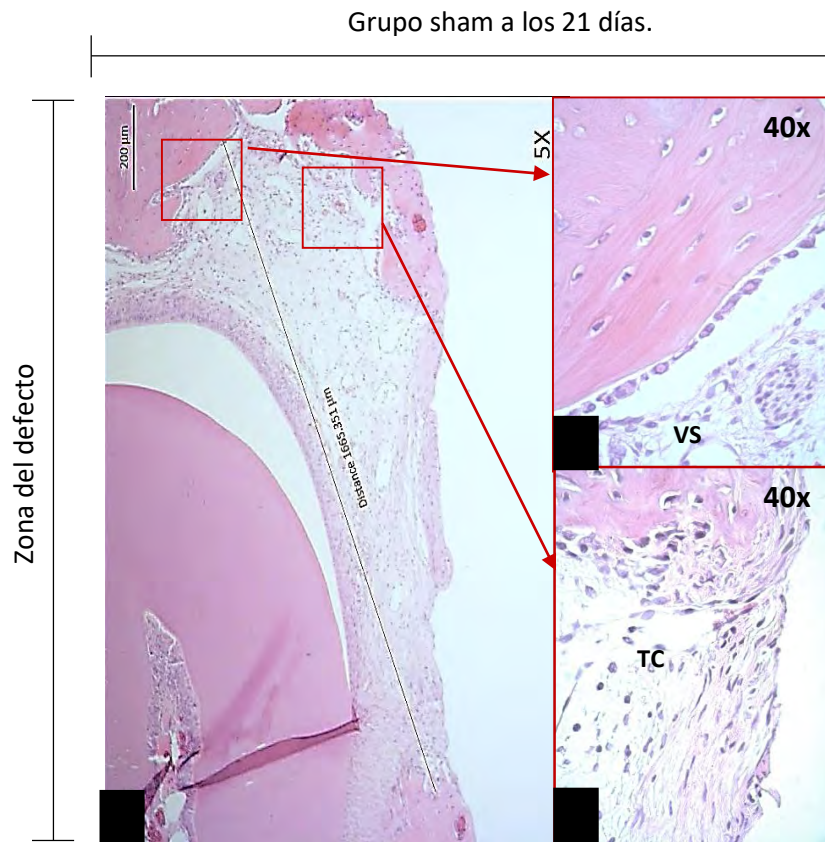 Grupo sham a los 21 días.
Zona del defecto
200 µm
5X
Distance 1665.351 µm
40x
VS
40x
TC